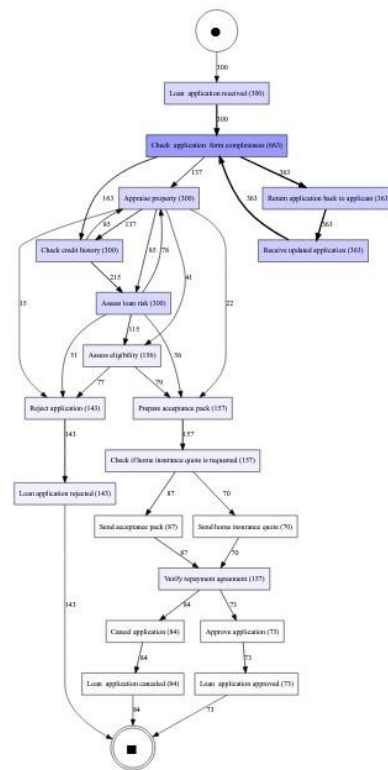 300
Loan application received (300)
300
Check application form completeness (663)
137
363
163
363
Appraise property (300)
Return application back to applicant (363
85
137
363
Check credit history (300)
Receive updated application (363)
215
85
78
41
15
22
Assess loan risk (300)
115
51
Assess eligibility (156)
56
77
79
Reject application (143)
Prepare acceptance pack (157)
143
157
Check if home insurance quote is requested (157)
87
70
Loan application rejected (143)
Send acceptance pack (87)
Send home insurance quote (70)
87
70
Verify repayment agreement (157)
84
73
143
Cancel application (84)
Approve application (73)
84
73
Loan application canceled (84)
Loan application approved (73)
84
73